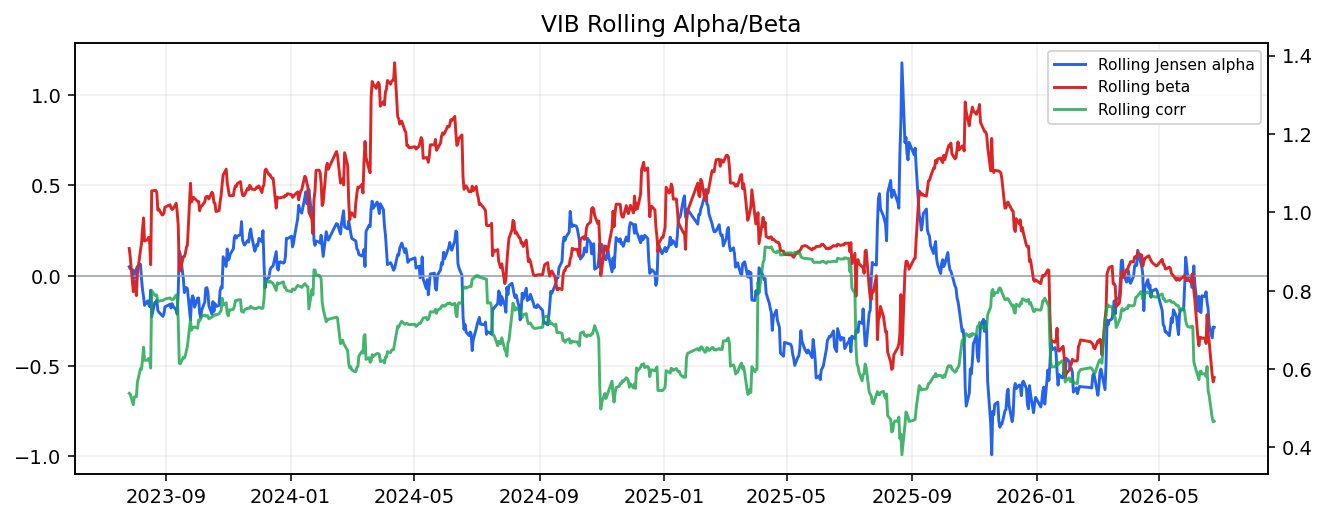 VIB Rolling Alpha/Beta
Rolling Jensen alpha
Rolling beta
Rolling corr
1.0
0.5
0.0
−0.5
−1.0
1.4
1.2
1.0
0.8
0.6
0.4
2023-09 2024-01 2024-05 2024-09 2025-01 2025-05 2025-09 2026-01 2026-05